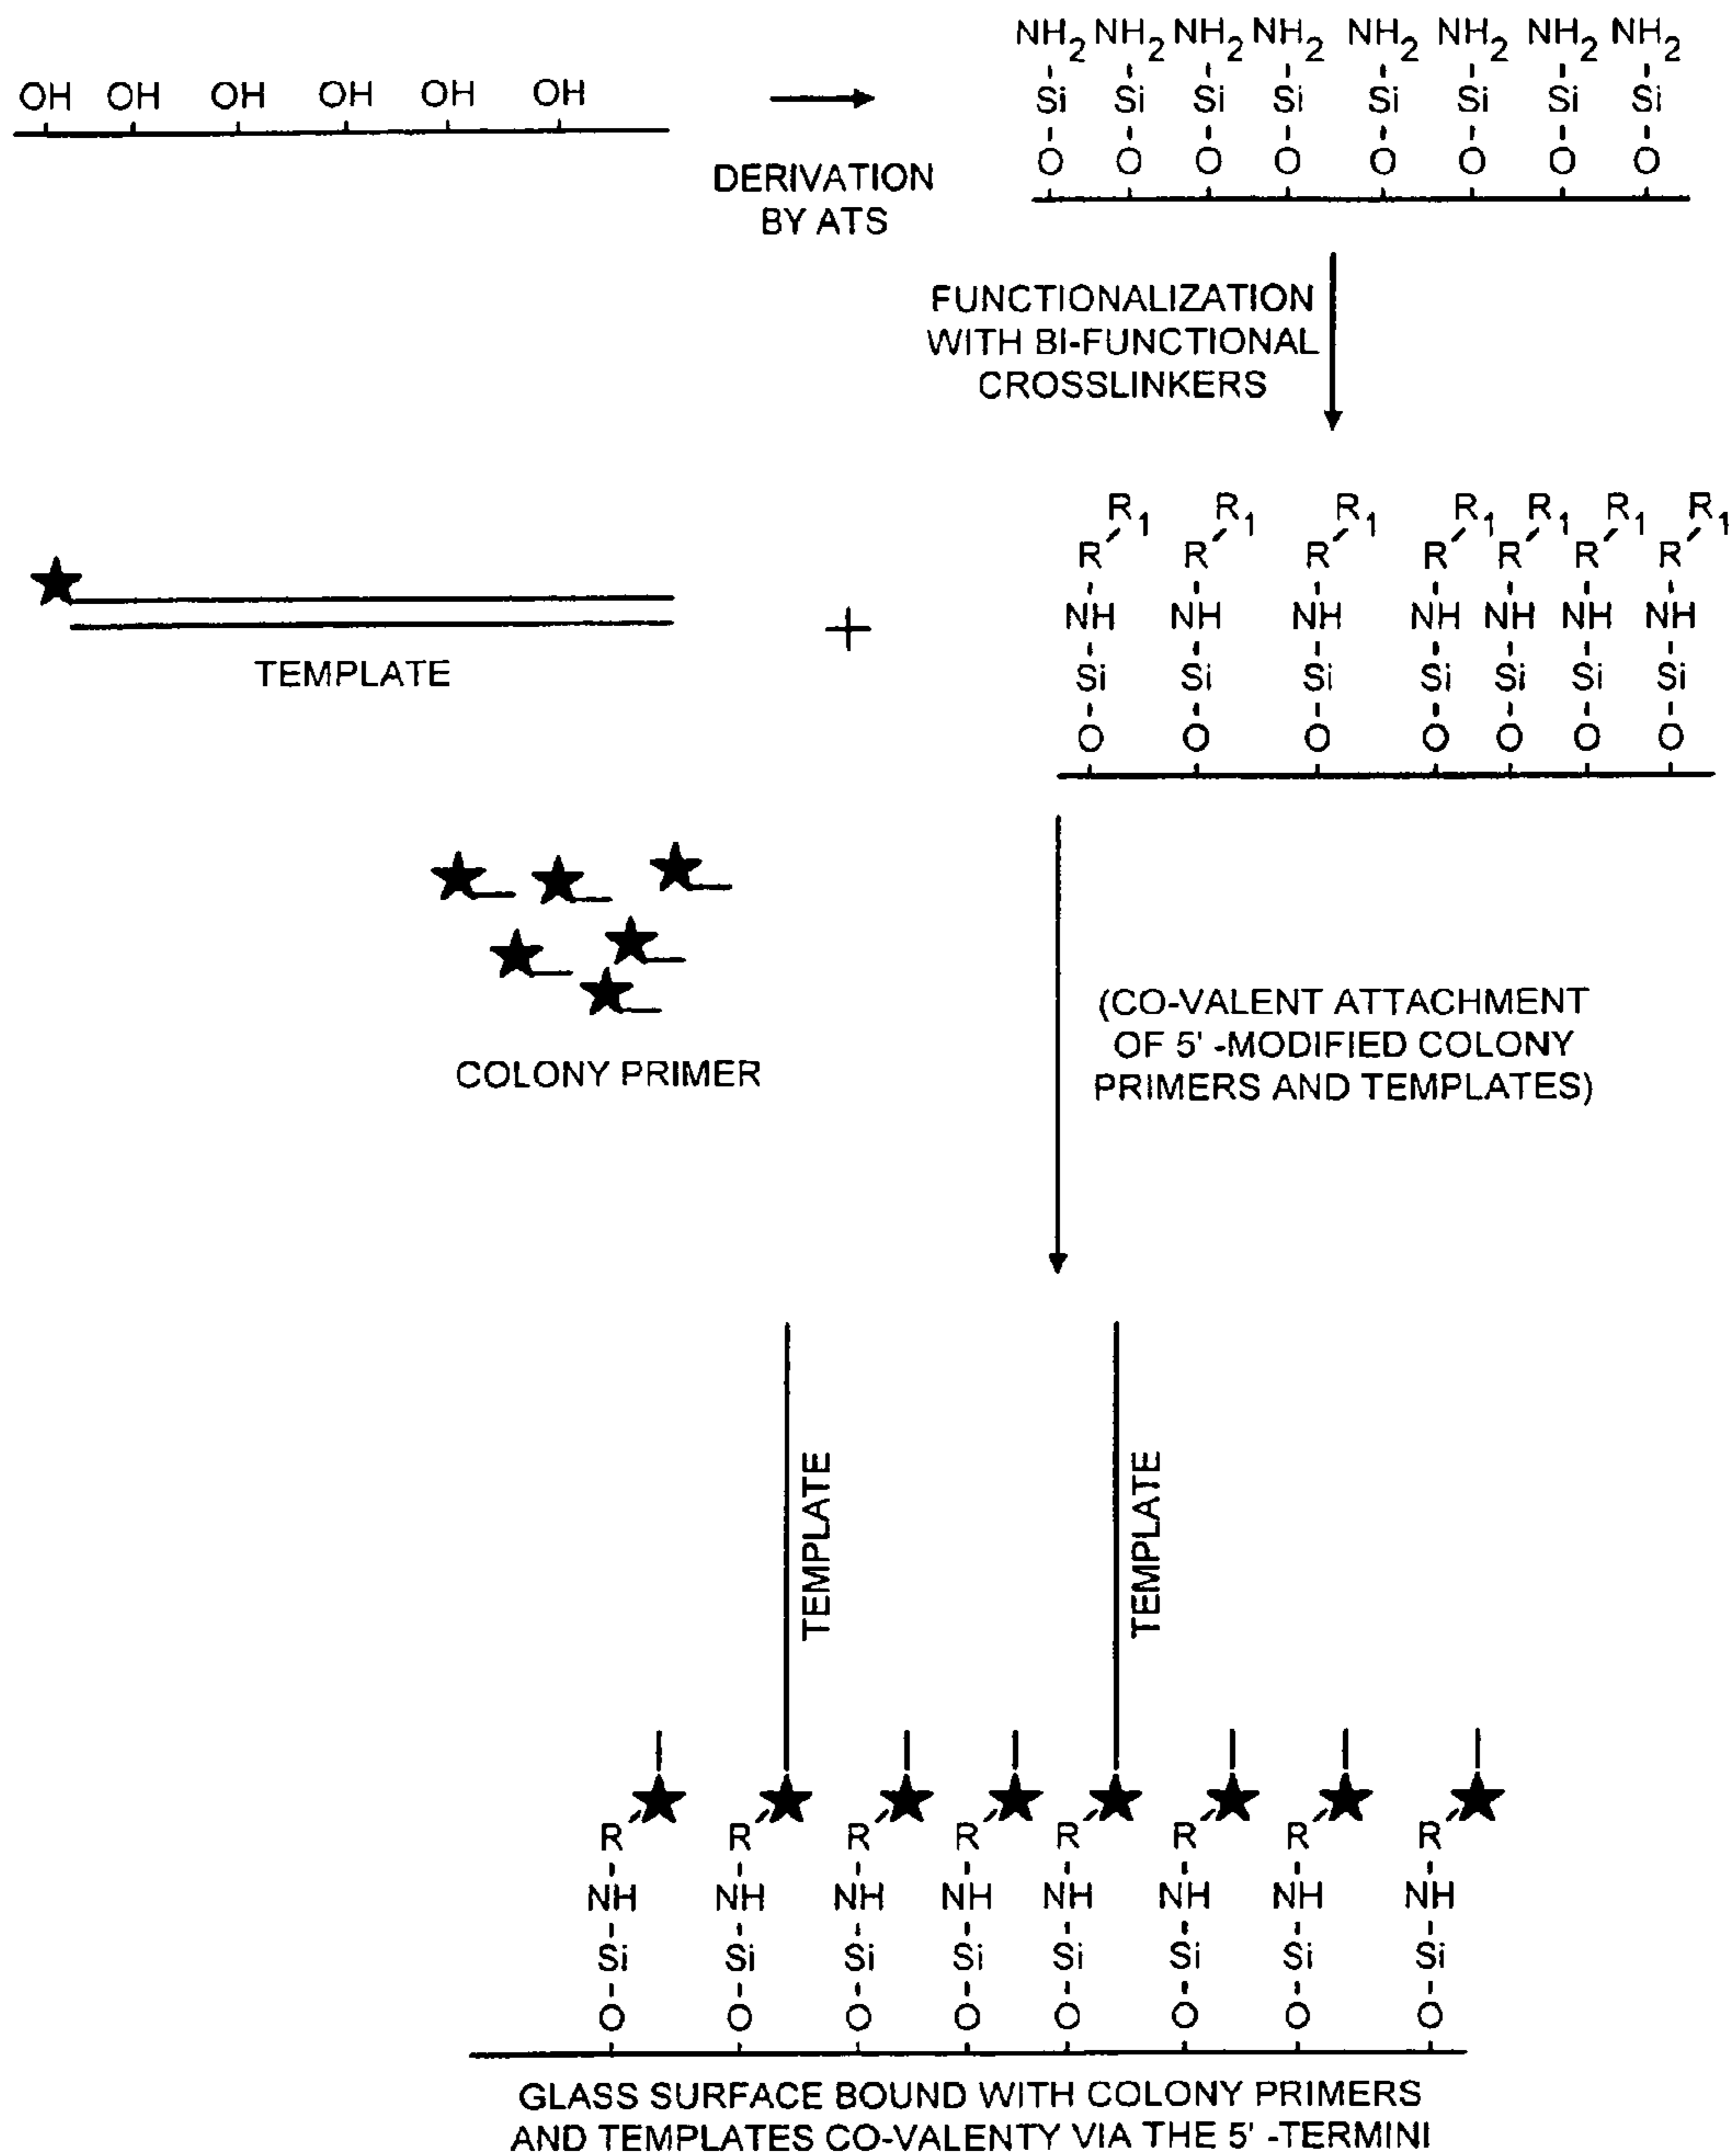 OH OH OH OH OH OH
NH2 NH2 NH2 NH2 NH2 NH2 NH2 NH2
Si Si Si Si Si Si Si Si
O O O O O O O O
DERIVATION
BY ATS
FUNCTIONALIZATION
WITH BI-FUNCTIONAL
CROSSLINKERS
R1 R1 R1 R1 R1 R1 R1
R R R R R R R
NH NH NH NH NH NH NH
Si Si Si Si Si Si Si
O O O O O O O
TEMPLATE
+
COLONY PRIMER
(CO-VALENT ATTACHMENT
OF 5' -MODIFIED COLONY
PRIMERS AND TEMPLATES)
TEMPLATE
TEMPLATE
R R R R R R R R
NH NH NH NH NH NH NH NH
Si Si Si Si Si Si Si Si
O O O O O O O O
GLASS SURFACE BOUND WITH COLONY PRIMERS
AND TEMPLATES CO-VALENTY VIA THE 5' -TERMINI